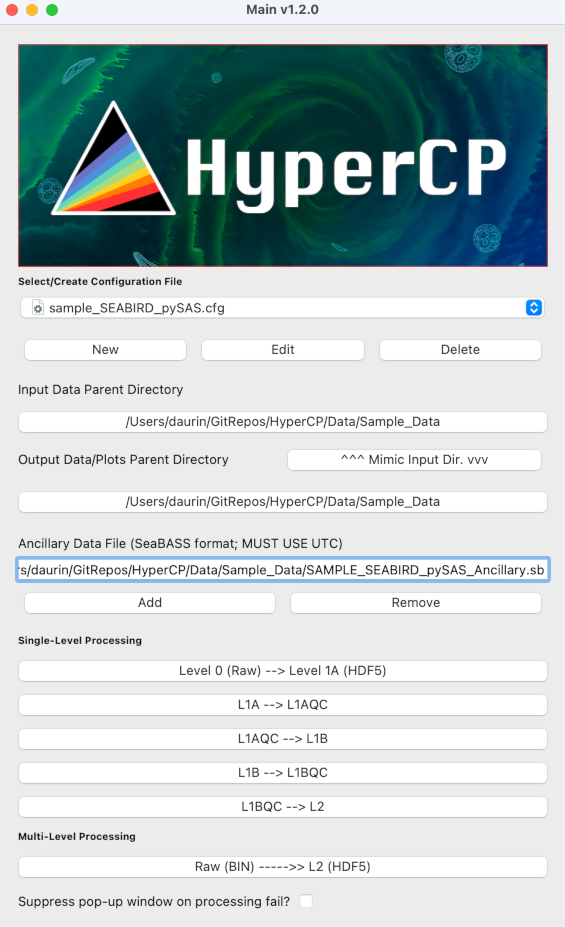 Main v1.2.0
HyperCP
Select/Create Configuration File
sample_SEABIRD_pySAS.cfg
New Edit Delete
Input Data Parent Directory
/Users/daurin/GitRepos/HyperCP/Data/Sample_Data
Output Data/Plots Parent Directory ^^^ Mimic Input Dir. vvv
/Users/daurin/GitRepos/HyperCP/Data/Sample_Data
Ancillary Data File (SeaBASS format; MUST USE UTC)
rs/daurin/GitRepos/HyperCP/Data/Sample_Data/SAMPLE_SEABIRD_pySAS_Ancillary.sb
Add Remove
Single-Level Processing
Level 0 (Raw) --> Level 1A (HDF5)
L1A --> L1AQC
L1AQC --> L1B
L1B --> L1BQC
L1BQC --> L2
Multi-Level Processing
Raw (BIN) ----->> L2 (HDF5)
Suppress pop-up window on processing fail?